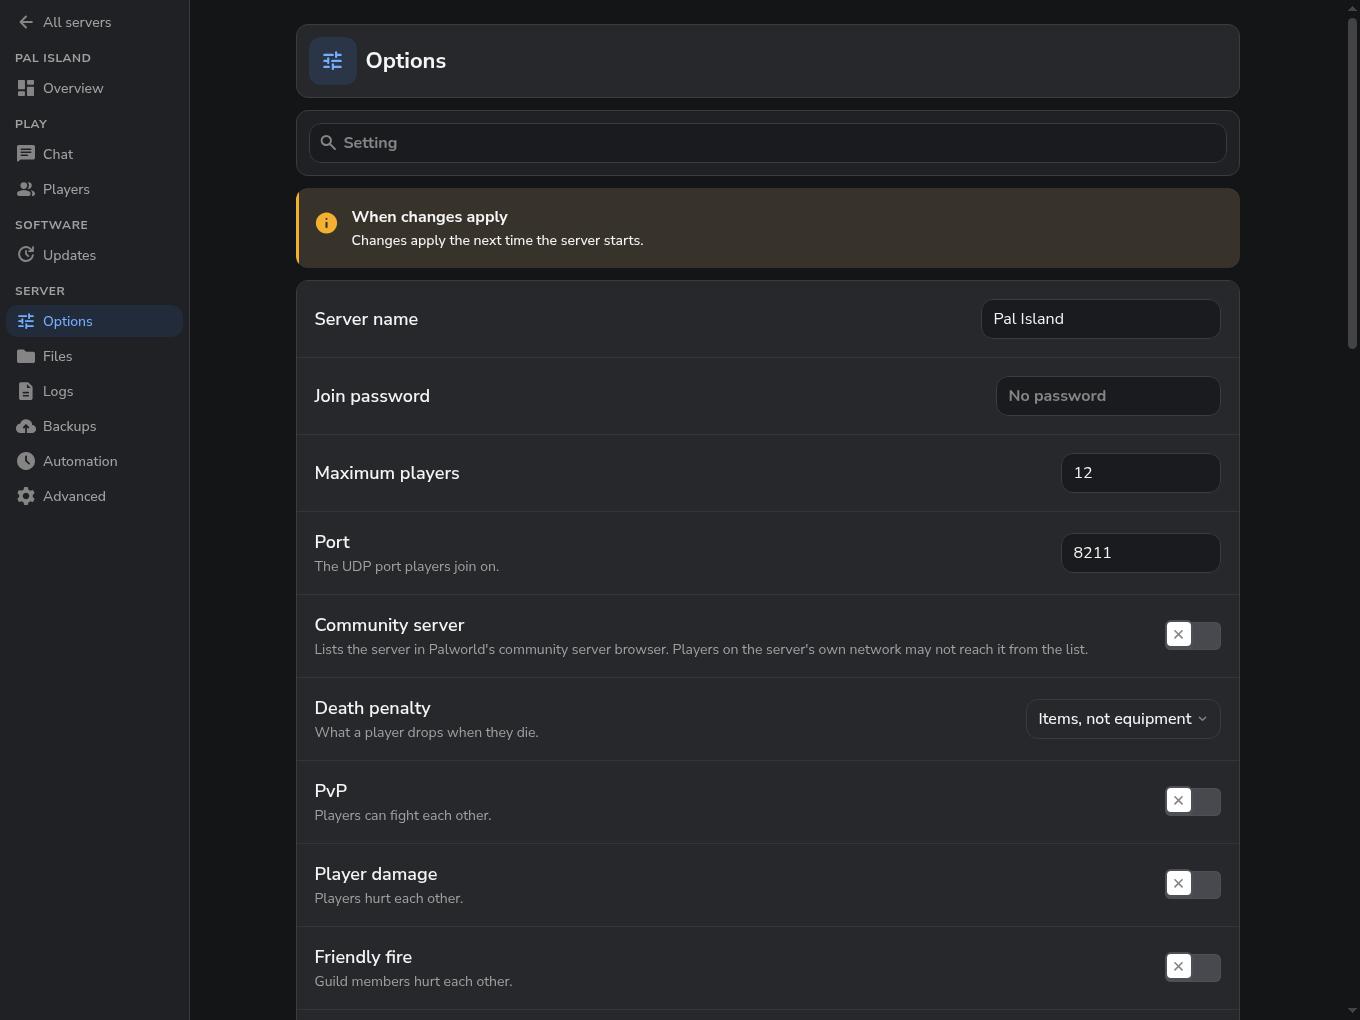 All servers
PAL ISLAND
Overview
PLAY
Chat
Players
SOFTWARE
Updates
SERVER
Options
Files
Logs
Backups
Automation
Advanced
Options
Setting
When changes apply
Changes apply the next time the server starts.
Server name
Pal Island
Join password
No password
Maximum players
12
Port
The UDP port players join on.
8211
Community server
Lists the server in Palworld's community server browser. Players on the server's own network may not reach it from the list.
Death penalty
What a player drops when they die.
Items, not equipment
PvP
Players can fight each other.
Player damage
Players hurt each other.
Friendly fire
Guild members hurt each other.